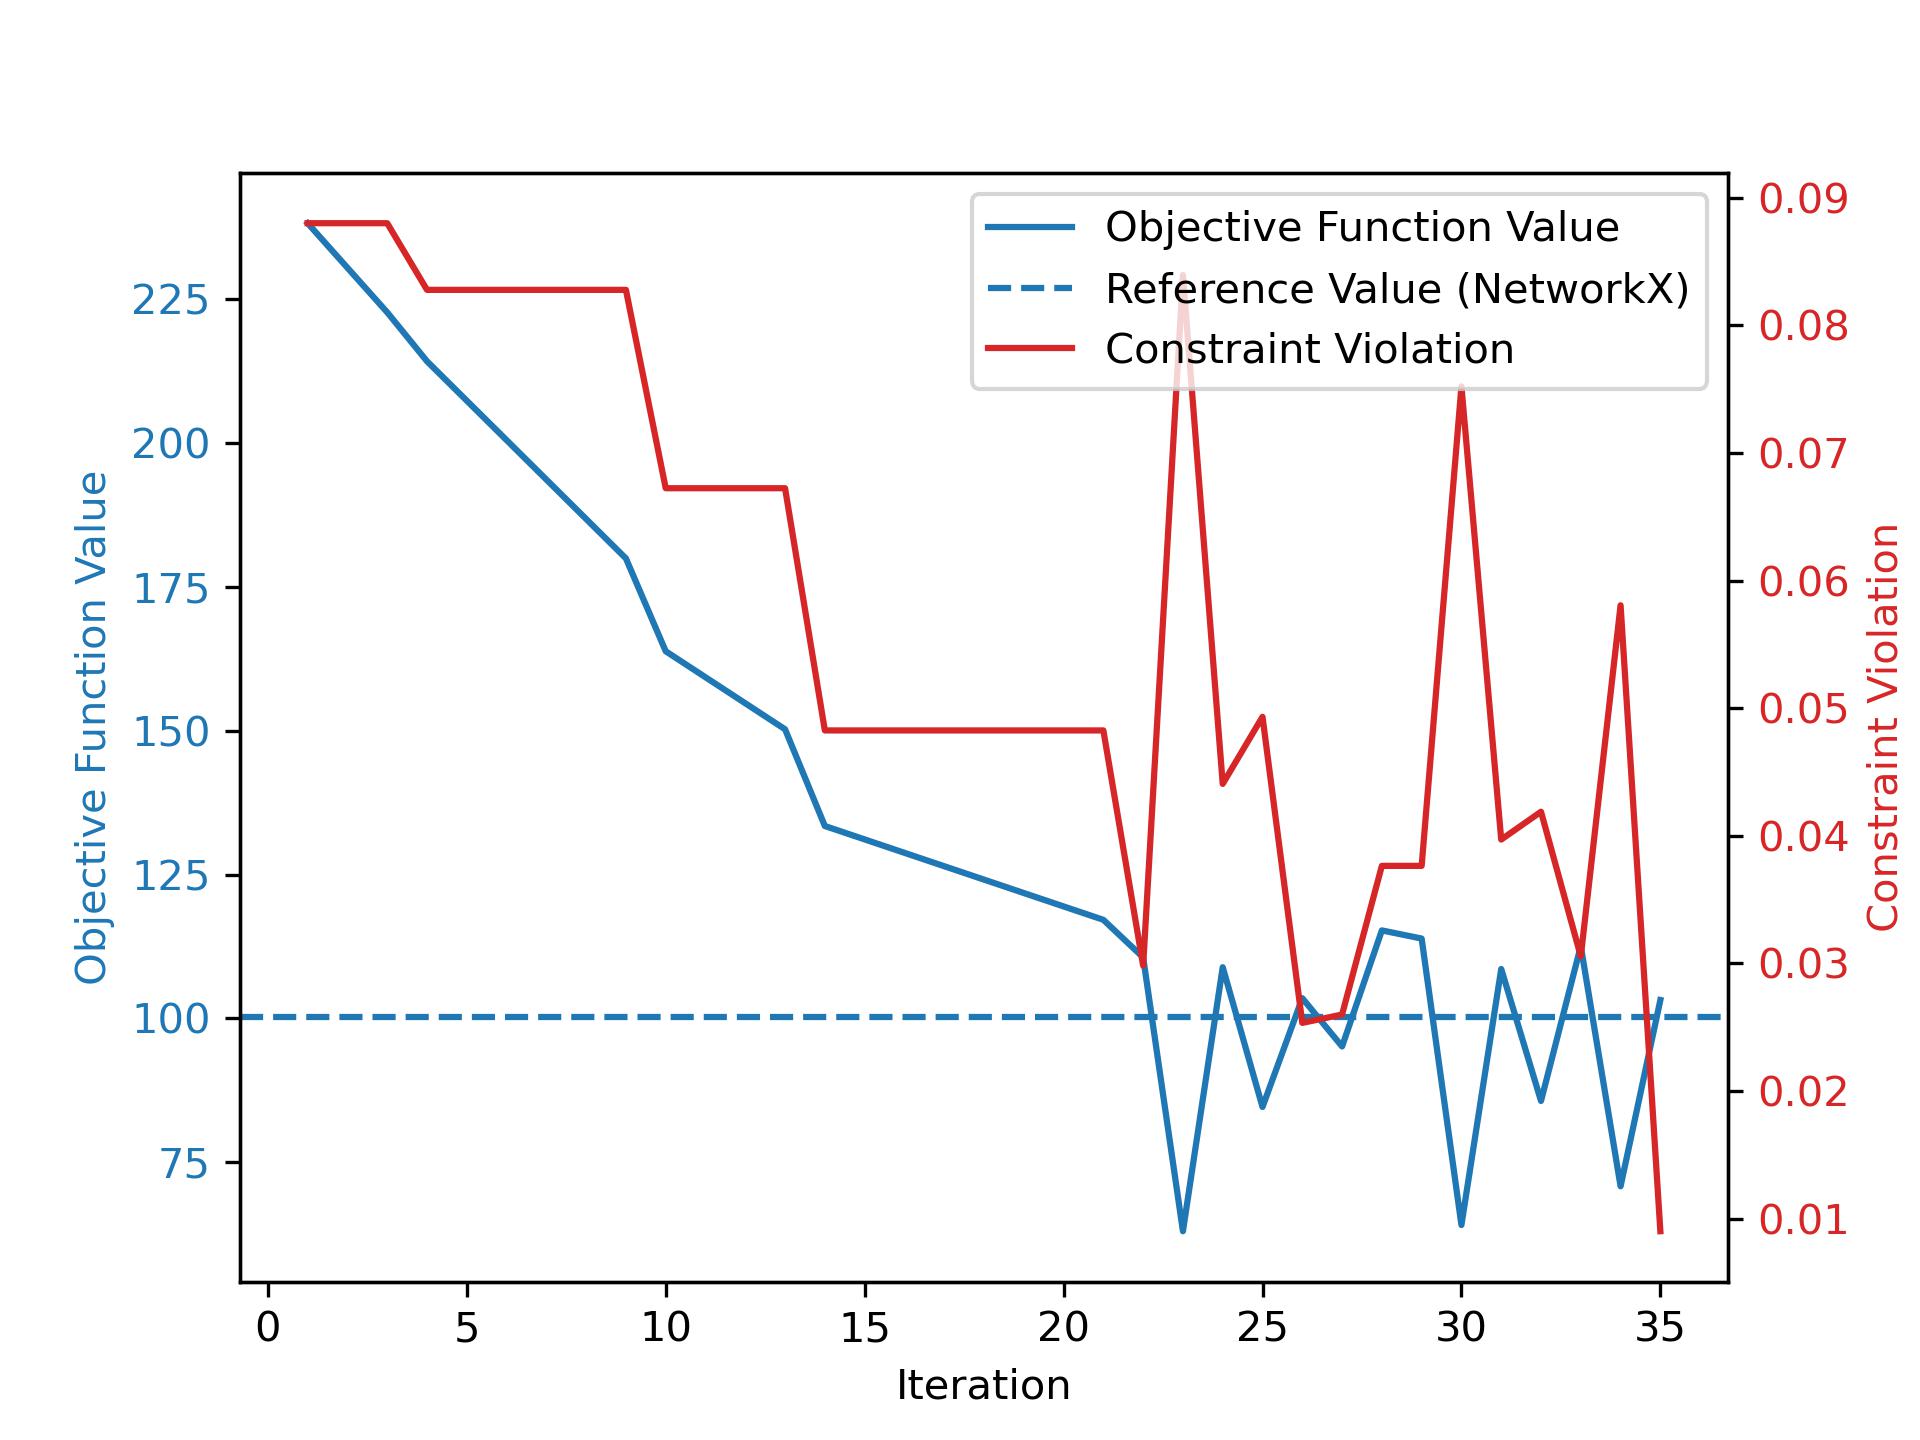 Objective Function Value
Reference Value (NetworkX)
Constraint Violation
225
200
175
150
125
100
75
Objective Function Value
0.09
0.08
0.07
0.06
0.05
0.04
0.03
0.02
0.01
Constraint Violation
0 5 10 15 20 25 30 35
Iteration